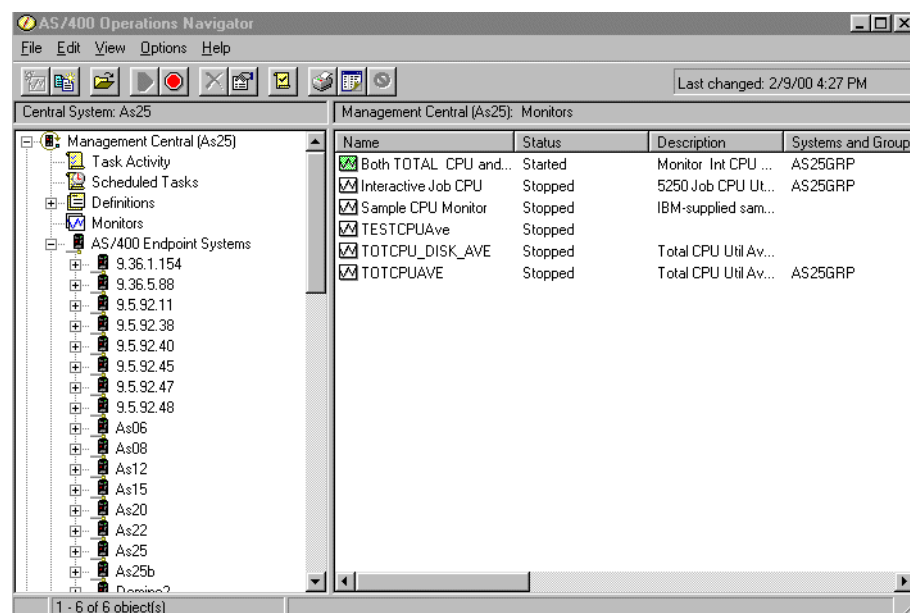 AS/400 Operations Navigator
File Edit View Options Help
Last changed: 2/9/00 4:27 PM
Central System: As25
Management Central (As25): Monitors
Management Central (As25)
Task Activity
Scheduled Tasks
Definitions
Monitors
AS/400 Endpoint Systems
9.36.1.154
9.36.5.88
9.5.92.11
9.5.92.38
9.5.92.40
9.5.92.45
9.5.92.47
9.5.92.48
As06
As08
As12
As15
As20
As22
As25
As25b
Domino2
Name Status Description Systems and Group
Both TOTAL CPU and... Started Monitor Int CPU ... AS25GRP
Interactive Job CPU Stopped 5250 Job CPU Ut... AS25GRP
Sample CPU Monitor Stopped IBM-supplied sam...
TESTCPUAve Stopped
TOTCPU_DISK_AVE Stopped Total CPU Util Av...
TOTCPUAVE Stopped Total CPU Util Av... AS25GRP
1 - 6 of 6 object(s)